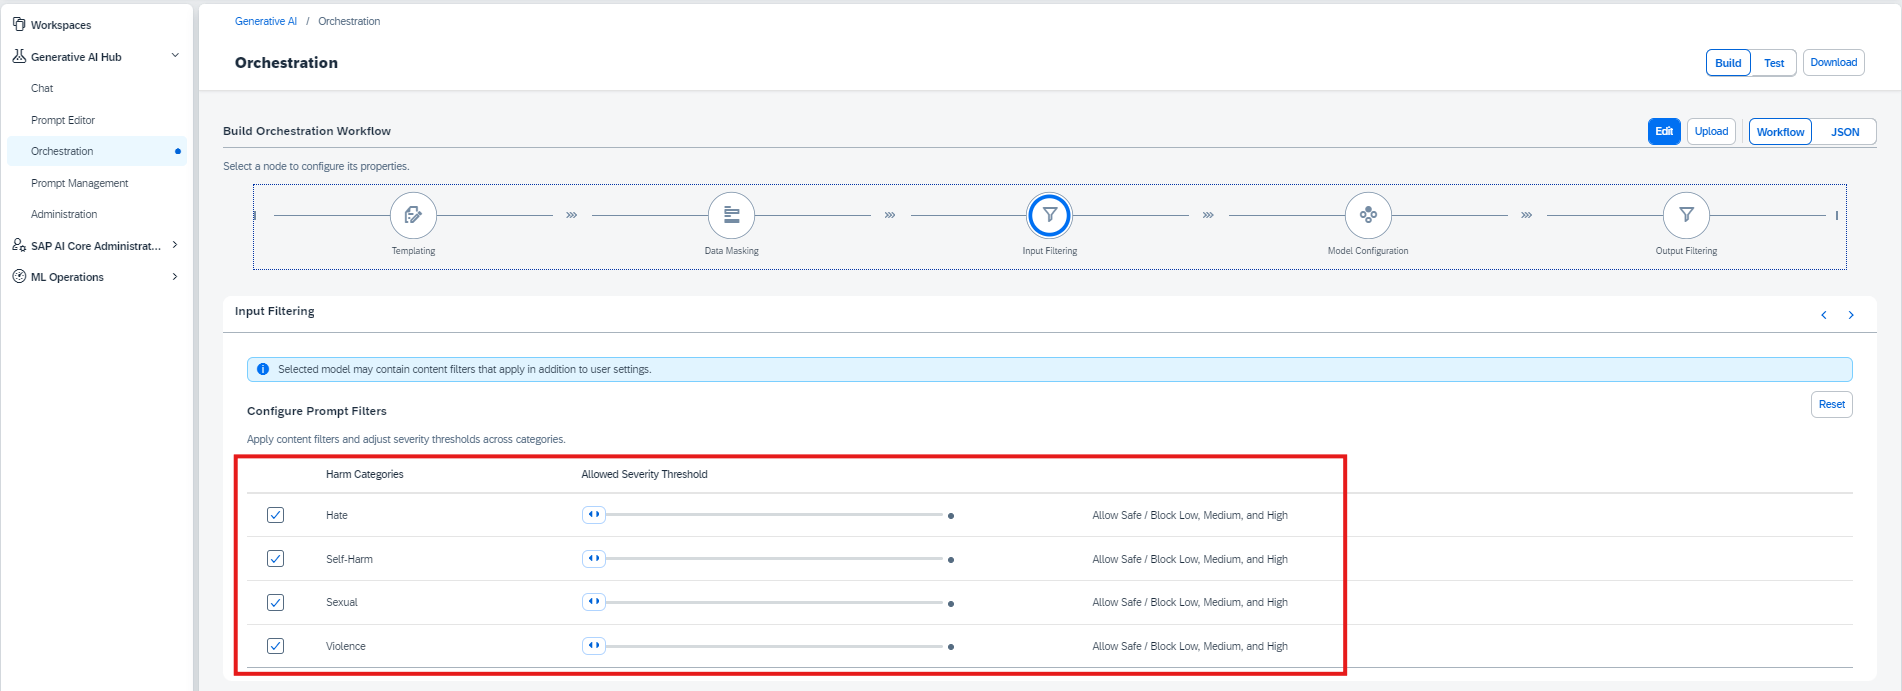 Workspaces
Generative AI Hub
Chat
Prompt Editor
Orchestration
Prompt Management
Administration
SAP AI Core Administrat...
ML Operations
Generative AI / Orchestration
Orchestration
Build Test Download
Build Orchestration Workflow
Edit Upload Workflow JSON
Select a node to configure its properties.
Templating Data Masking Input Filtering Model Configuration Output Filtering
Input Filtering
Selected model may contain content filters that apply in addition to user settings.
Configure Prompt Filters
Reset
Apply content filters and adjust severity thresholds across categories.
Harm Categories Allowed Severity Threshold
Hate Allow Safe / Block Low, Medium, and High
Self-Harm Allow Safe / Block Low, Medium, and High
Sexual Allow Safe / Block Low, Medium, and High
Violence Allow Safe / Block Low, Medium, and High